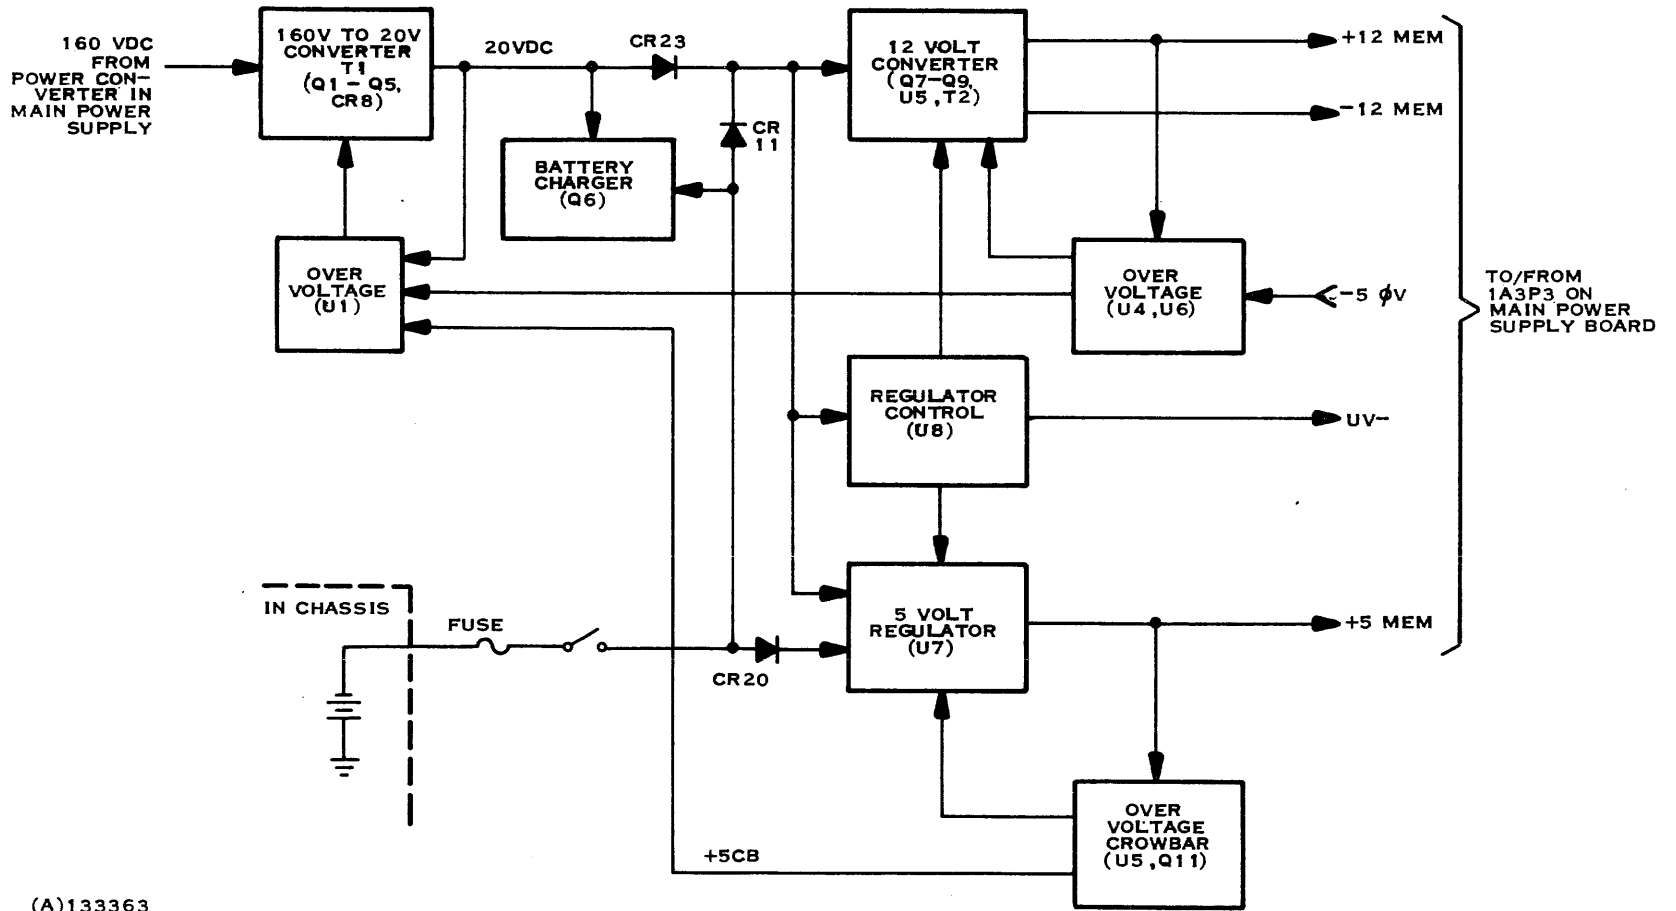 160 VDC
FROM
POWER CON-
VERTER IN
MAIN POWER
SUPPLY
160V TO 20V
CONVERTER
T1
(Q1-Q5,
CR8)
20VDC
CR23
12 VOLT
CONVERTER
(Q7-Q9,
U5,T2)
+12 MEM
-12 MEM
CR
11
BATTERY
CHARGER
(Q6)
OVER
VOLTAGE
(U1)
OVER
VOLTAGE
(U4,U6)
-5 ϕV
TO/FROM
1A3P3 ON
MAIN POWER
SUPPLY BOARD
REGULATOR
CONTROL
(U8)
UV-
IN CHASSIS
FUSE
CR20
5 VOLT
REGULATOR
(U7)
+5 MEM
+5CB
OVER
VOLTAGE
CROWBAR
(U5,Q11)
(A)133363